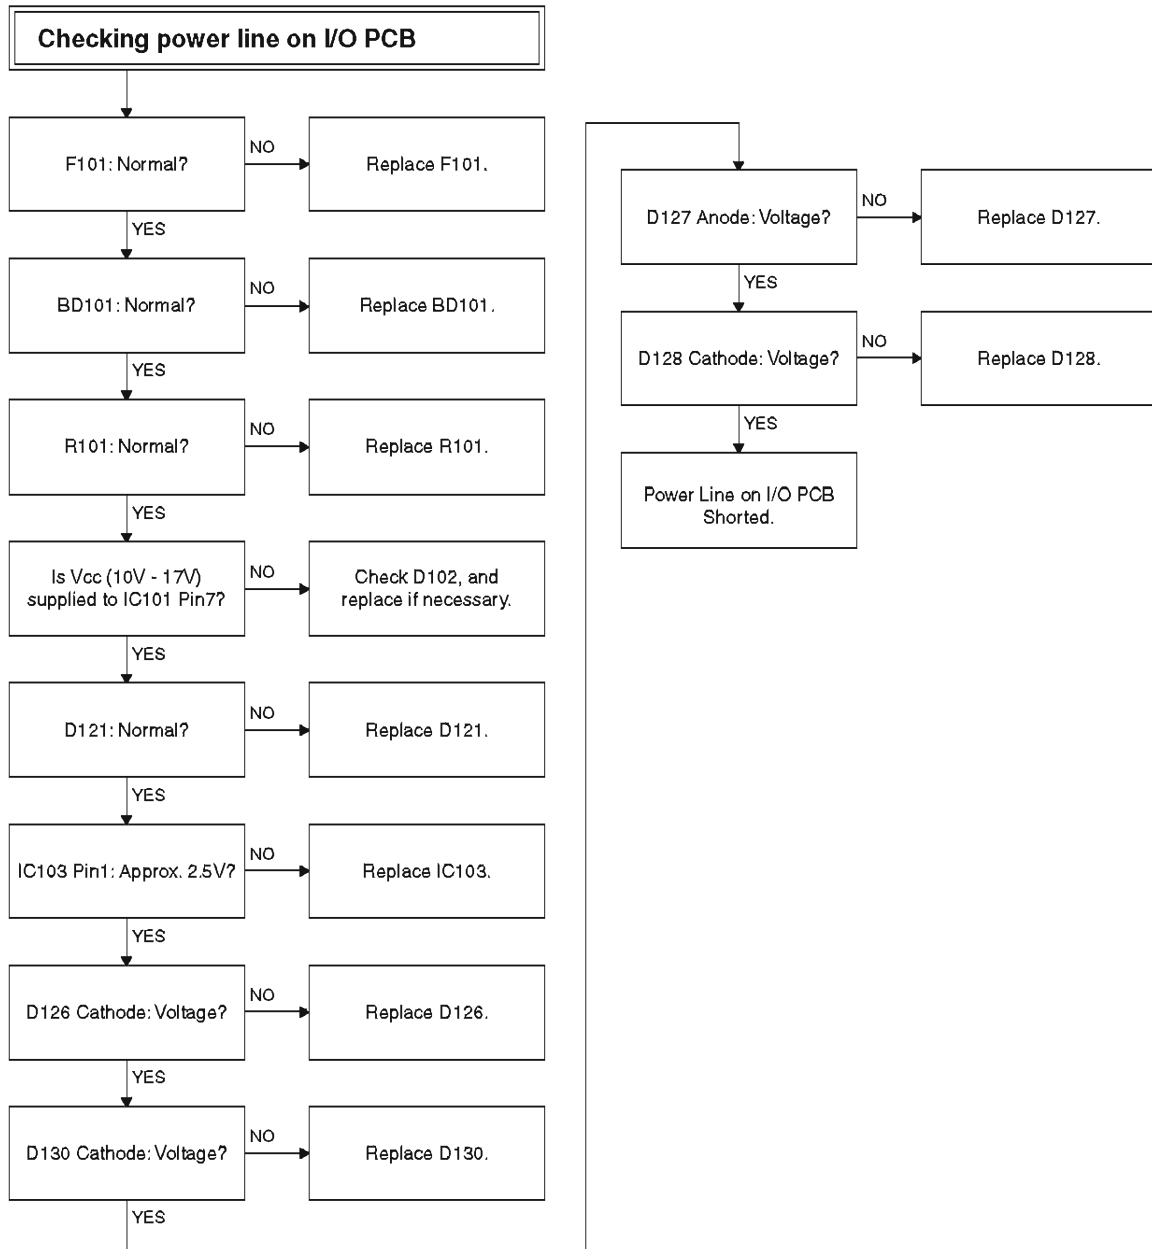 Checking power line on I/O PCB
F101: Normal?
NO
Replace F101.
YES
BD101: Normal?
NO
Replace BD101.
YES
R101: Normal?
NO
Replace R101.
YES
Is Vcc (10V - 17V)
supplied to IC101 Pin7?
NO
Check D102, and
replace if necessary.
YES
D121: Normal?
NO
Replace D121.
YES
IC103 Pin1: Approx. 2.5V?
NO
Replace IC103.
YES
D126 Cathode: Voltage?
NO
Replace D126.
YES
D130 Cathode: Voltage?
NO
Replace D130.
YES
D127 Anode: Voltage?
NO
Replace D127.
YES
D128 Cathode: Voltage?
NO
Replace D128.
YES
Power Line on I/O PCB
Shorted.